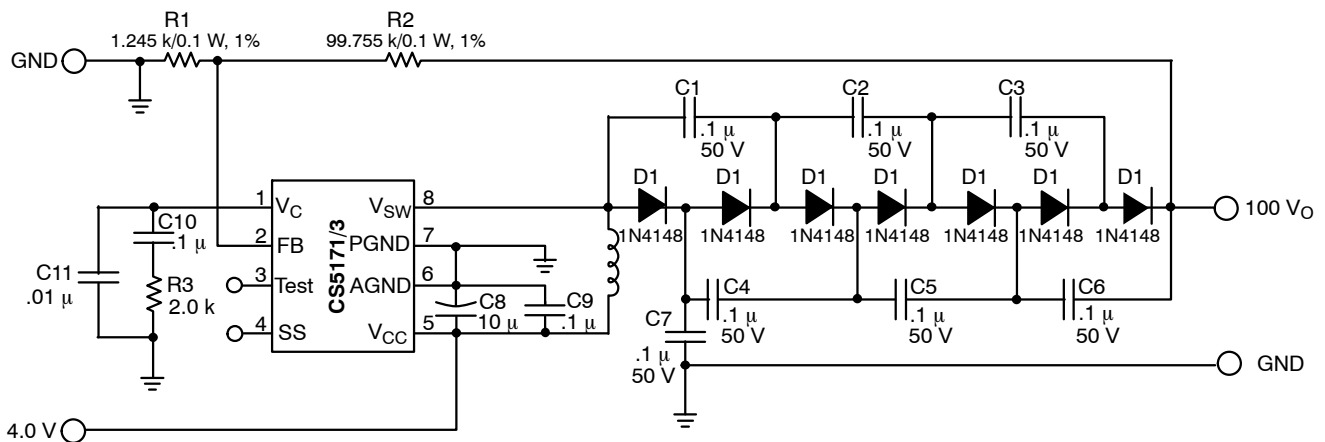 R1
1.245 k/0.1 W, 1%
R2
99.755 k/0.1 W, 1%
GND
C1
.1 μ
50 V
C2
.1 μ
50 V
C3
.1 μ
50 V
D1
D1
D1
D1
D1
D1
D1
1N4148
1N4148
1N4148
1N4148
1N4148
1N4148
1N4148
100 VO
1
VC
VSW
8
2
FB
PGND
7
3
Test
AGND
6
4
SS
VCC
5
CS5171/3
C10
.1 μ
C11
.01 μ
R3
2.0 k
C8
10 μ
C9
.1 μ
C4
.1 μ
50 V
C5
.1 μ
50 V
C6
.1 μ
50 V
C7
.1 μ
50 V
GND
4.0 V